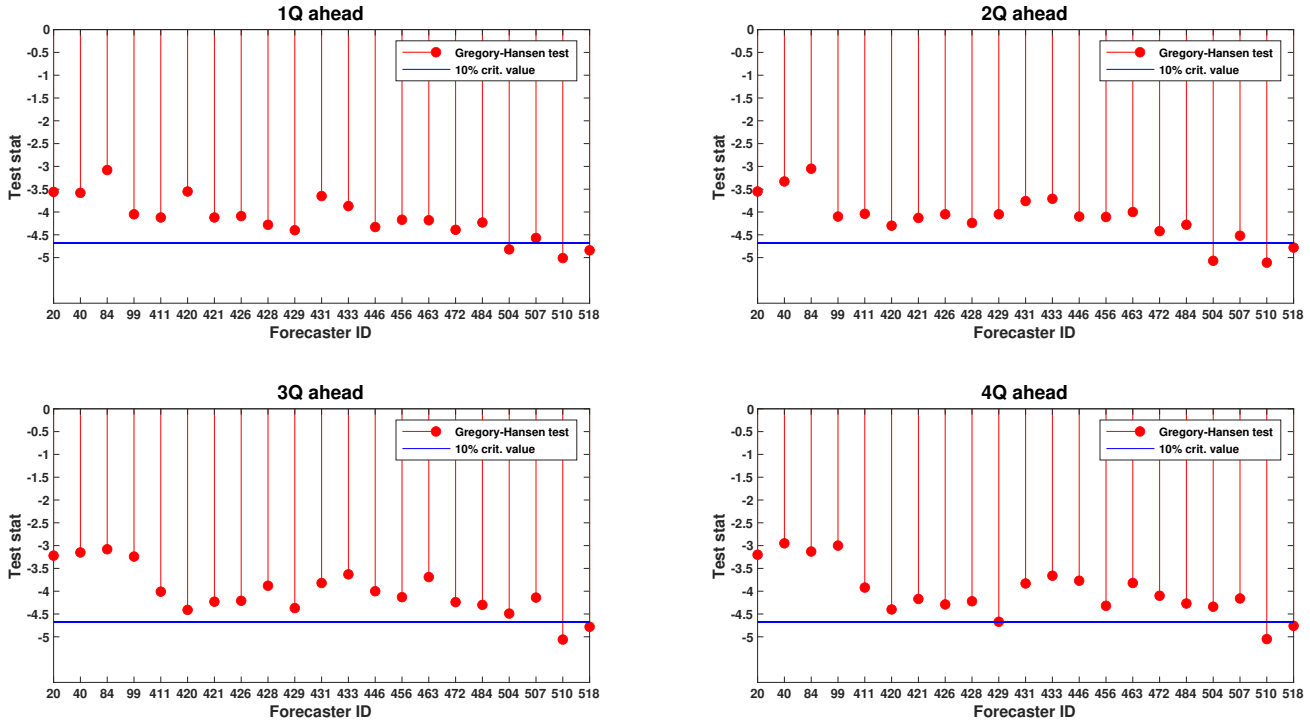 1Q ahead
0
-0.5
-1
-1.5
-2
-2.5
-3
-3.5
-4
-4.5
-5
Test stat
Gregory-Hansen test
10% crit. value
20 40 84 99 411 420 421 426 428 429 431 433 446 456 463 472 484 504 507 510 518
Forecaster ID
2Q ahead
0
-0.5
-1
-1.5
-2
-2.5
-3
-3.5
-4
-4.5
-5
Test stat
Gregory-Hansen test
10% crit. value
20 40 84 99 411 420 421 426 428 429 431 433 446 456 463 472 484 504 507 510 518
Forecaster ID
3Q ahead
0
-0.5
-1
-1.5
-2
-2.5
-3
-3.5
-4
-4.5
-5
Test stat
Gregory-Hansen test
10% crit. value
20 40 84 99 411 420 421 426 428 429 431 433 446 456 463 472 484 504 507 510 518
Forecaster ID
4Q ahead
0
-0.5
-1
-1.5
-2
-2.5
-3
-3.5
-4
-4.5
-5
Test stat
Gregory-Hansen test
10% crit. value
20 40 84 99 411 420 421 426 428 429 431 433 446 456 463 472 484 504 507 510 518
Forecaster ID